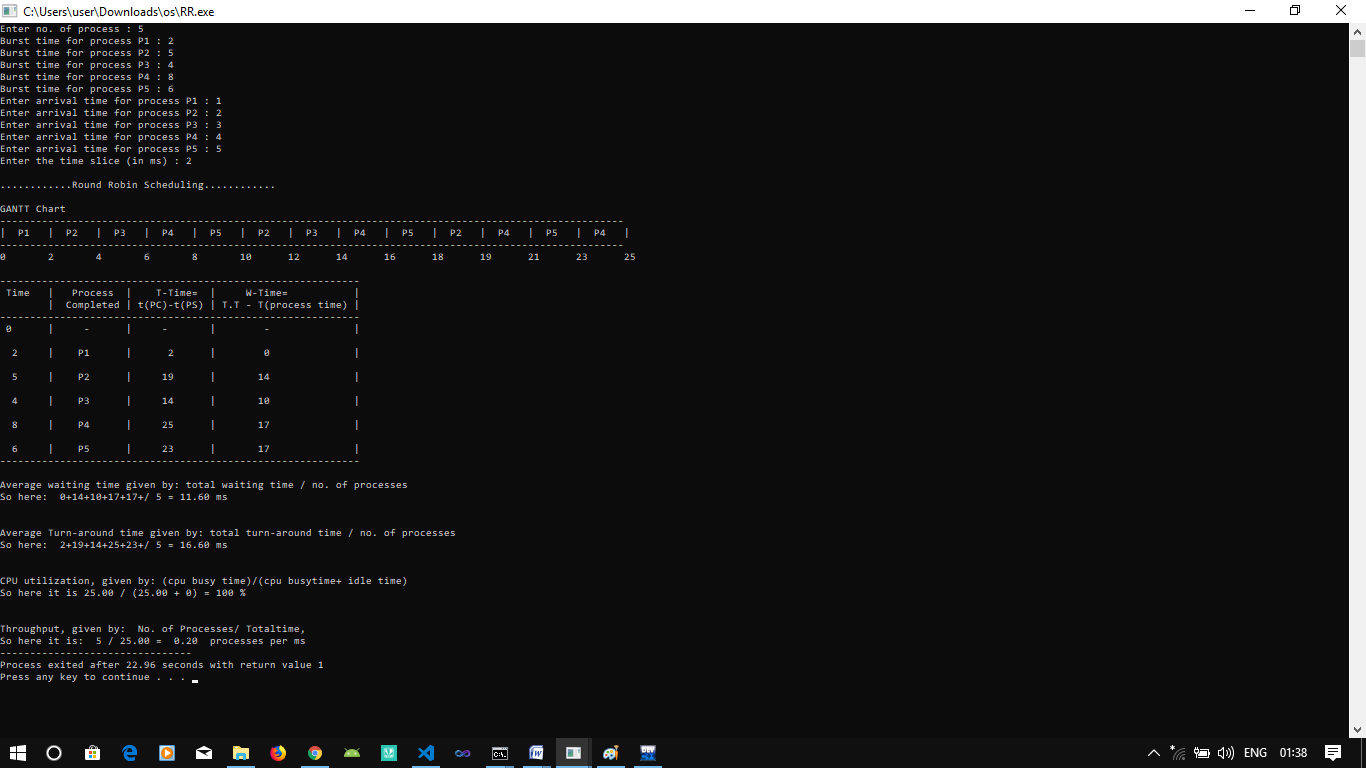 C:\Users\user\Downloads\os\RR.exe
Enter no. of process : 5
Burst time for process P1 : 2
Burst time for process P2 : 5
Burst time for process P3 : 4
Burst time for process P4 : 8
Burst time for process P5 : 6
Enter arrival time for process P1 : 1
Enter arrival time for process P2 : 2
Enter arrival time for process P3 : 3
Enter arrival time for process P4 : 4
Enter arrival time for process P5 : 5
Enter the time slice (in ms) : 2
............Round Robin Scheduling............
GANTT Chart
--------------------------------------------------------------------------------------------------------
|  P1   |  P2   |  P3   |  P4   |  P5   |  P2   |  P3   |  P4   |  P5   |  P2   |  P4   |  P5   |  P4   |
--------------------------------------------------------------------------------------------------------
0       2       4       6       8       10      12      14      16      18      19      21      23      25
------------------------------------------------------------
 Time   |   Process  |    T-Time=  |     W-Time=           |
        |  Completed | t(PC)-t(PS) | T.T - T(process time) |
------------------------------------------------------------
 0      |     -      |     -       |        -              |
  2     |    P1      |      2      |        0              |
  5     |    P2      |     19      |       14              |
  4     |    P3      |     14      |       10              |
  8     |    P4      |     25      |       17              |
  6     |    P5      |     23      |       17              |
------------------------------------------------------------
Average waiting time given by: total waiting time / no. of processes
So here:  0+14+10+17+17+/ 5 = 11.60 ms
Average Turn-around time given by: total turn-around time / no. of processes
So here:  2+19+14+25+23+/ 5 = 16.60 ms
CPU utilization, given by: (cpu busy time)/(cpu busytime+ idle time)
So here it is 25.00 / (25.00 + 0) = 100 %
Throughput, given by:  No. of Processes/ Totaltime,
So here it is:  5 / 25.00 =  0.20  processes per ms
--------------------------------
Process exited after 22.96 seconds with return value 1
Press any key to continue . . .
ENG 01:38